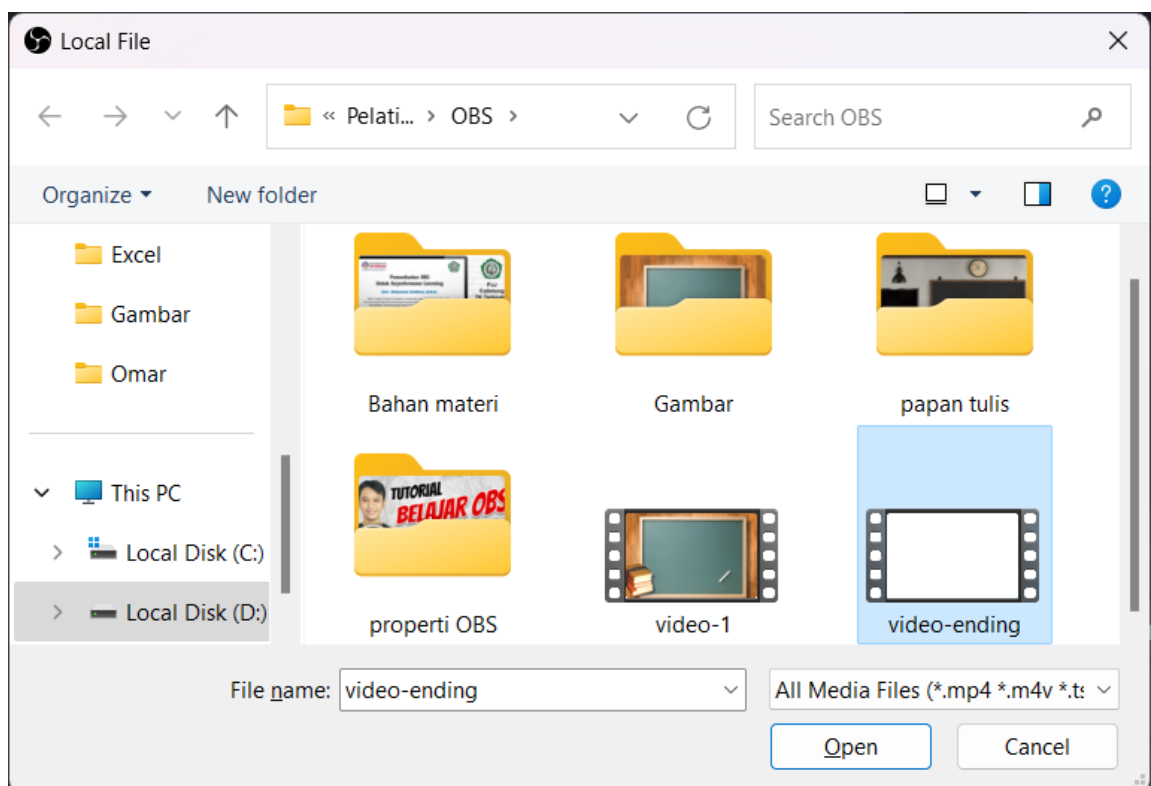 Local File
« Pelati... > OBS >
Search OBS
Organize
New folder
Excel
Gambar
Omar
This PC
Local Disk (C:)
Local Disk (D:)
Bahan materi
Gambar
papan tulis
TUTORIAL
BELAJAR OBS
properti OBS
video-1
video-ending
File name: video-ending
All Media Files (*.mp4 *.m4v *.ts
Open
Cancel